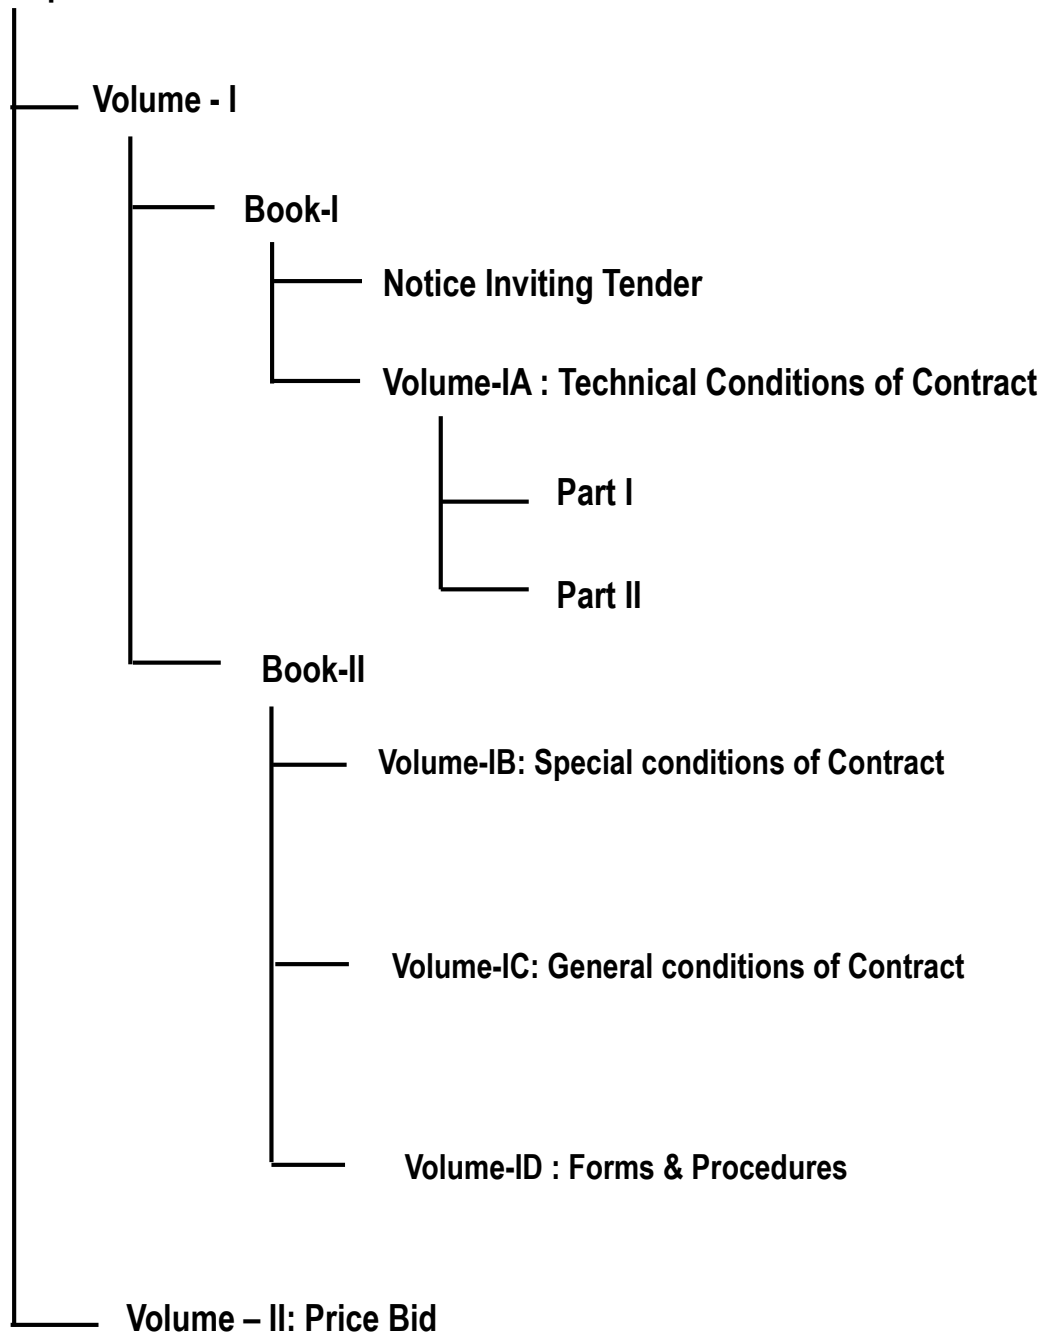 Volume - I
Book-I
Notice Inviting Tender
Volume-IA : Technical Conditions of Contract
Part I
Part II
Book-II
Volume-IB: Special conditions of Contract
Volume-IC: General conditions of Contract
Volume-ID : Forms & Procedures
Volume – II: Price Bid